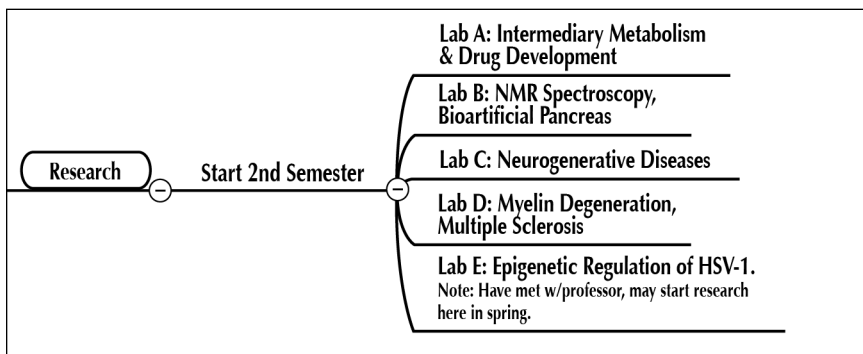 Research
Start 2nd Semester
Lab A: Intermediary Metabolism
& Drug Development
Lab B: NMR Spectroscopy,
Bioartificial Pancreas
Lab C: Neurogenerative Diseases
Lab D: Myelin Degeneration,
Multiple Sclerosis
Lab E: Epigenetic Regulation of HSV-1.
Note: Have met w/professor, may start research
here in spring.